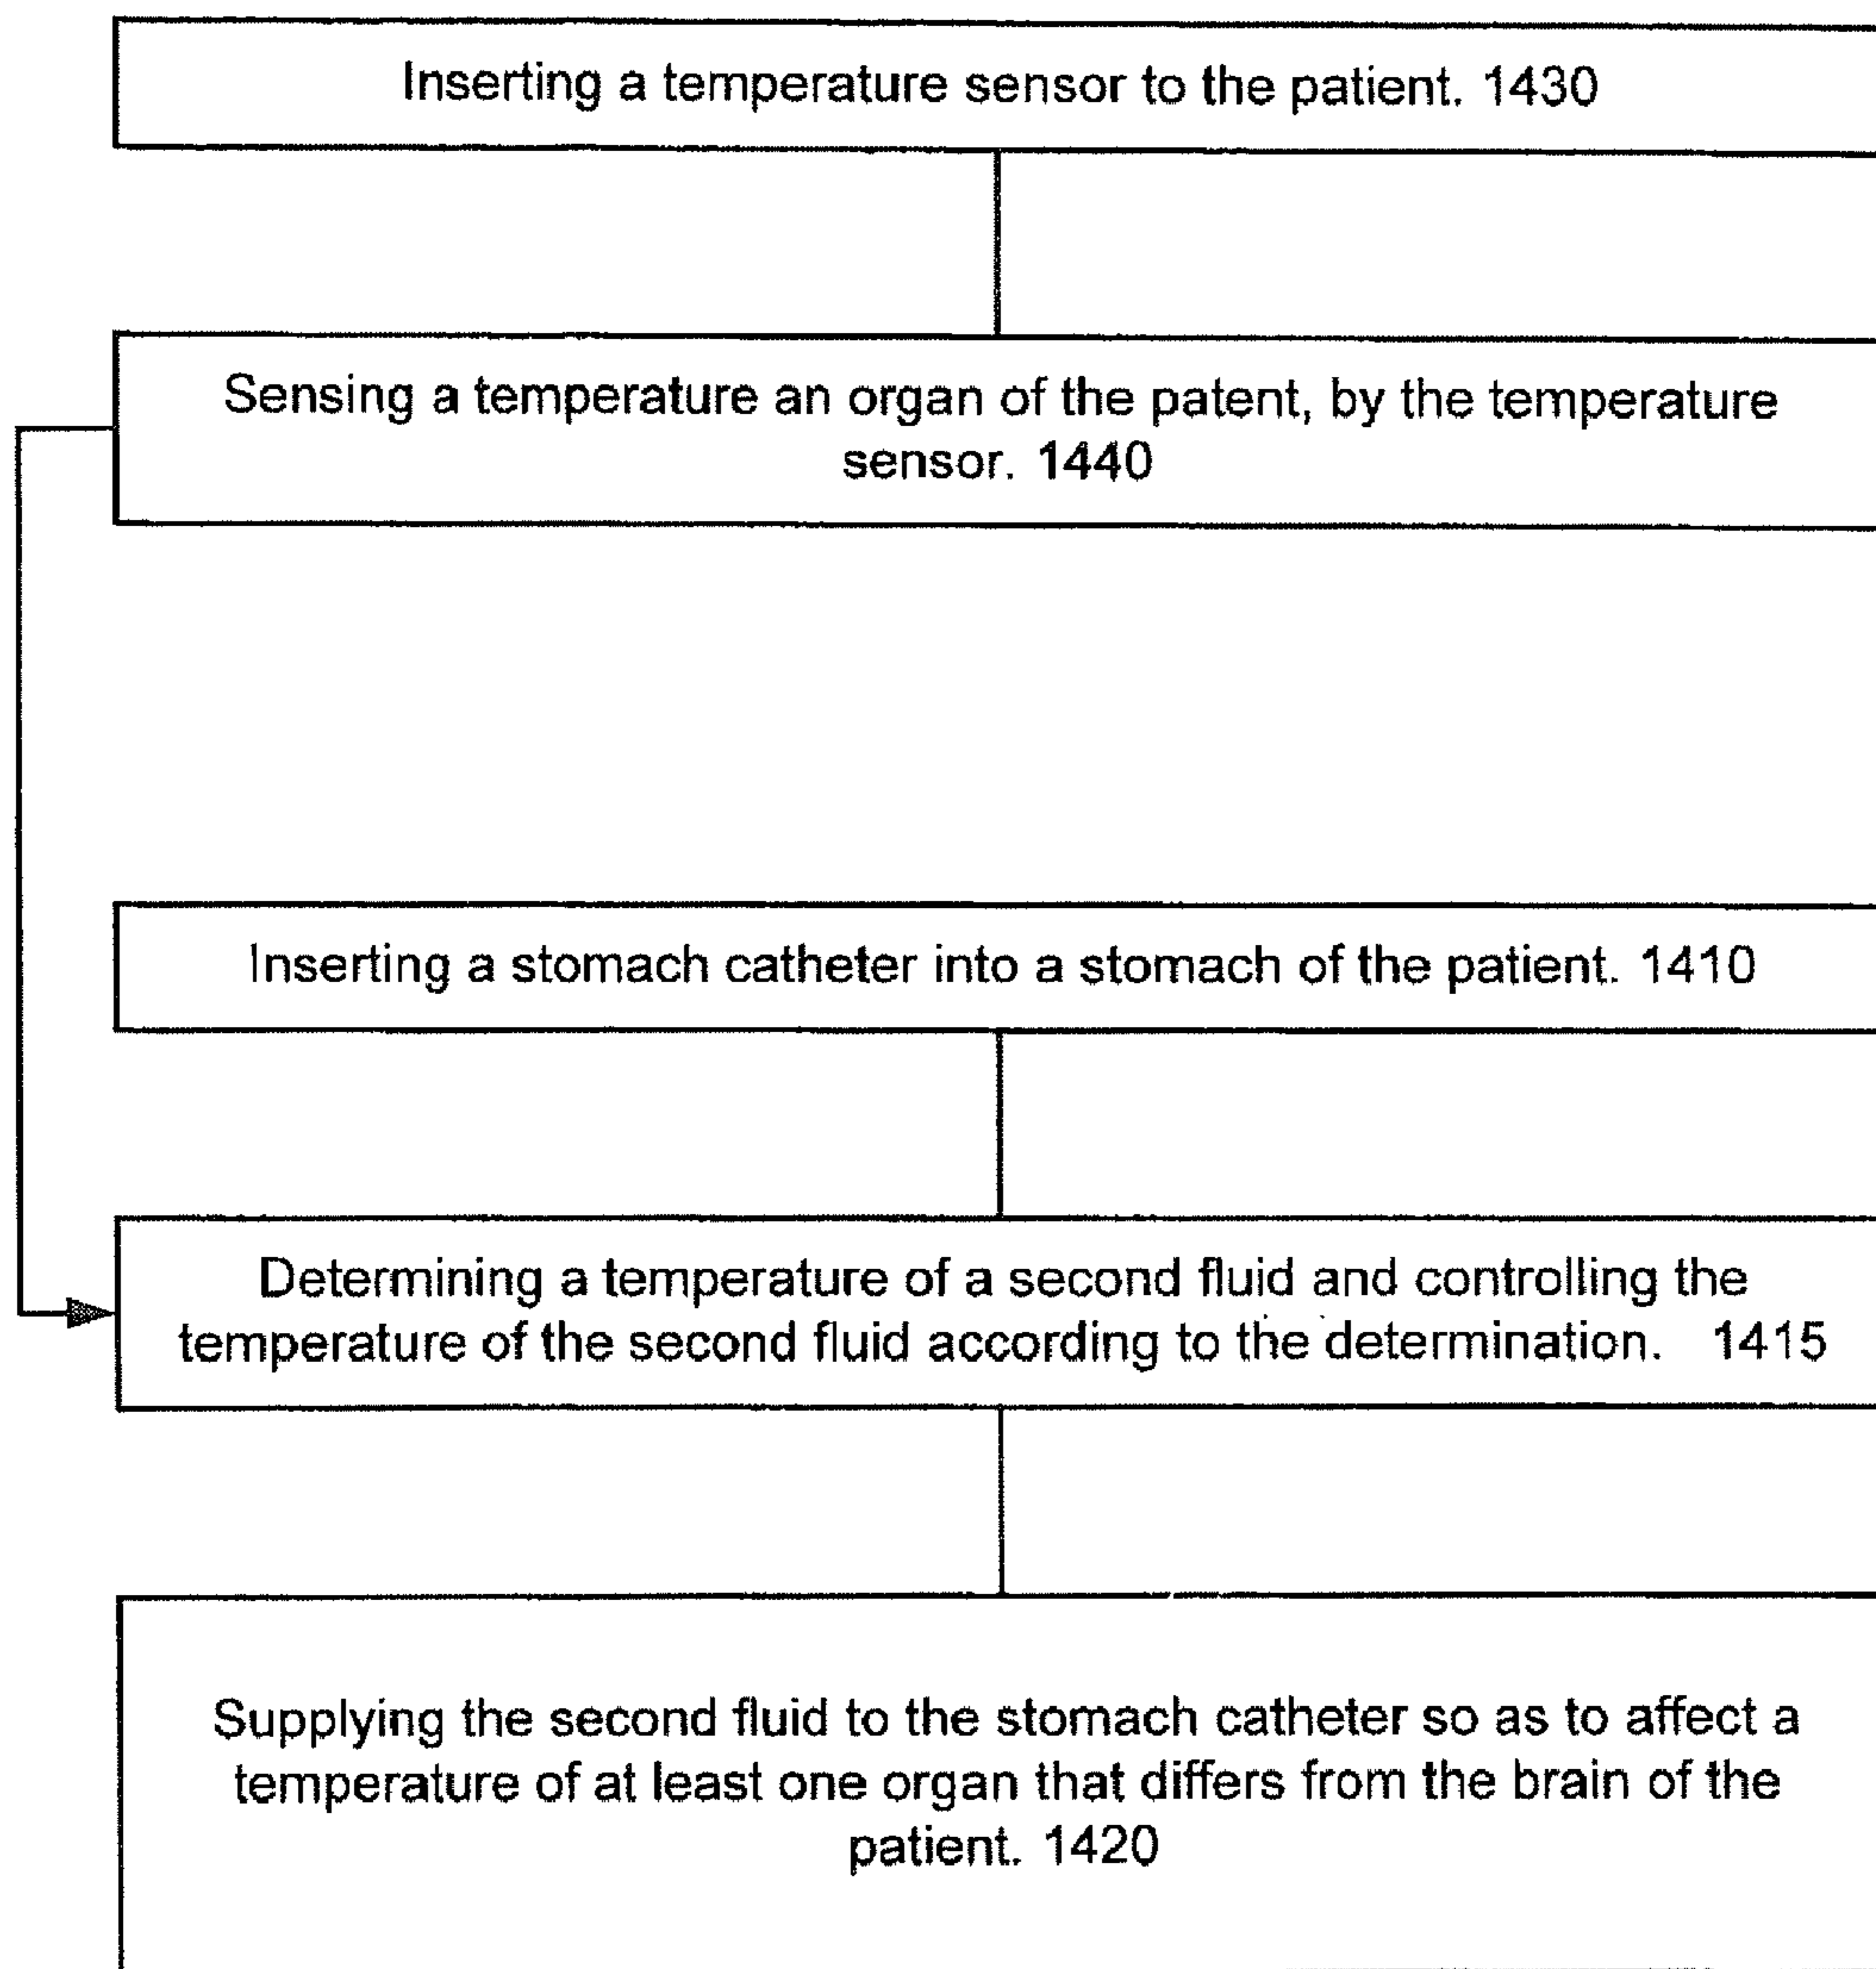 Inserting a temperature sensor to the patient. 1430
Sensing a temperature an organ of the patent, by the temperature
sensor. 1440
Inserting a stomach catheter into a stomach of the patient. 1410
Determining a temperature of a second fluid and controlling the
temperature of the second fluid according to the determination. 1415
Supplying the second fluid to the stomach catheter so as to affect a
temperature of at least one organ that differs from the brain of the
patient. 1420